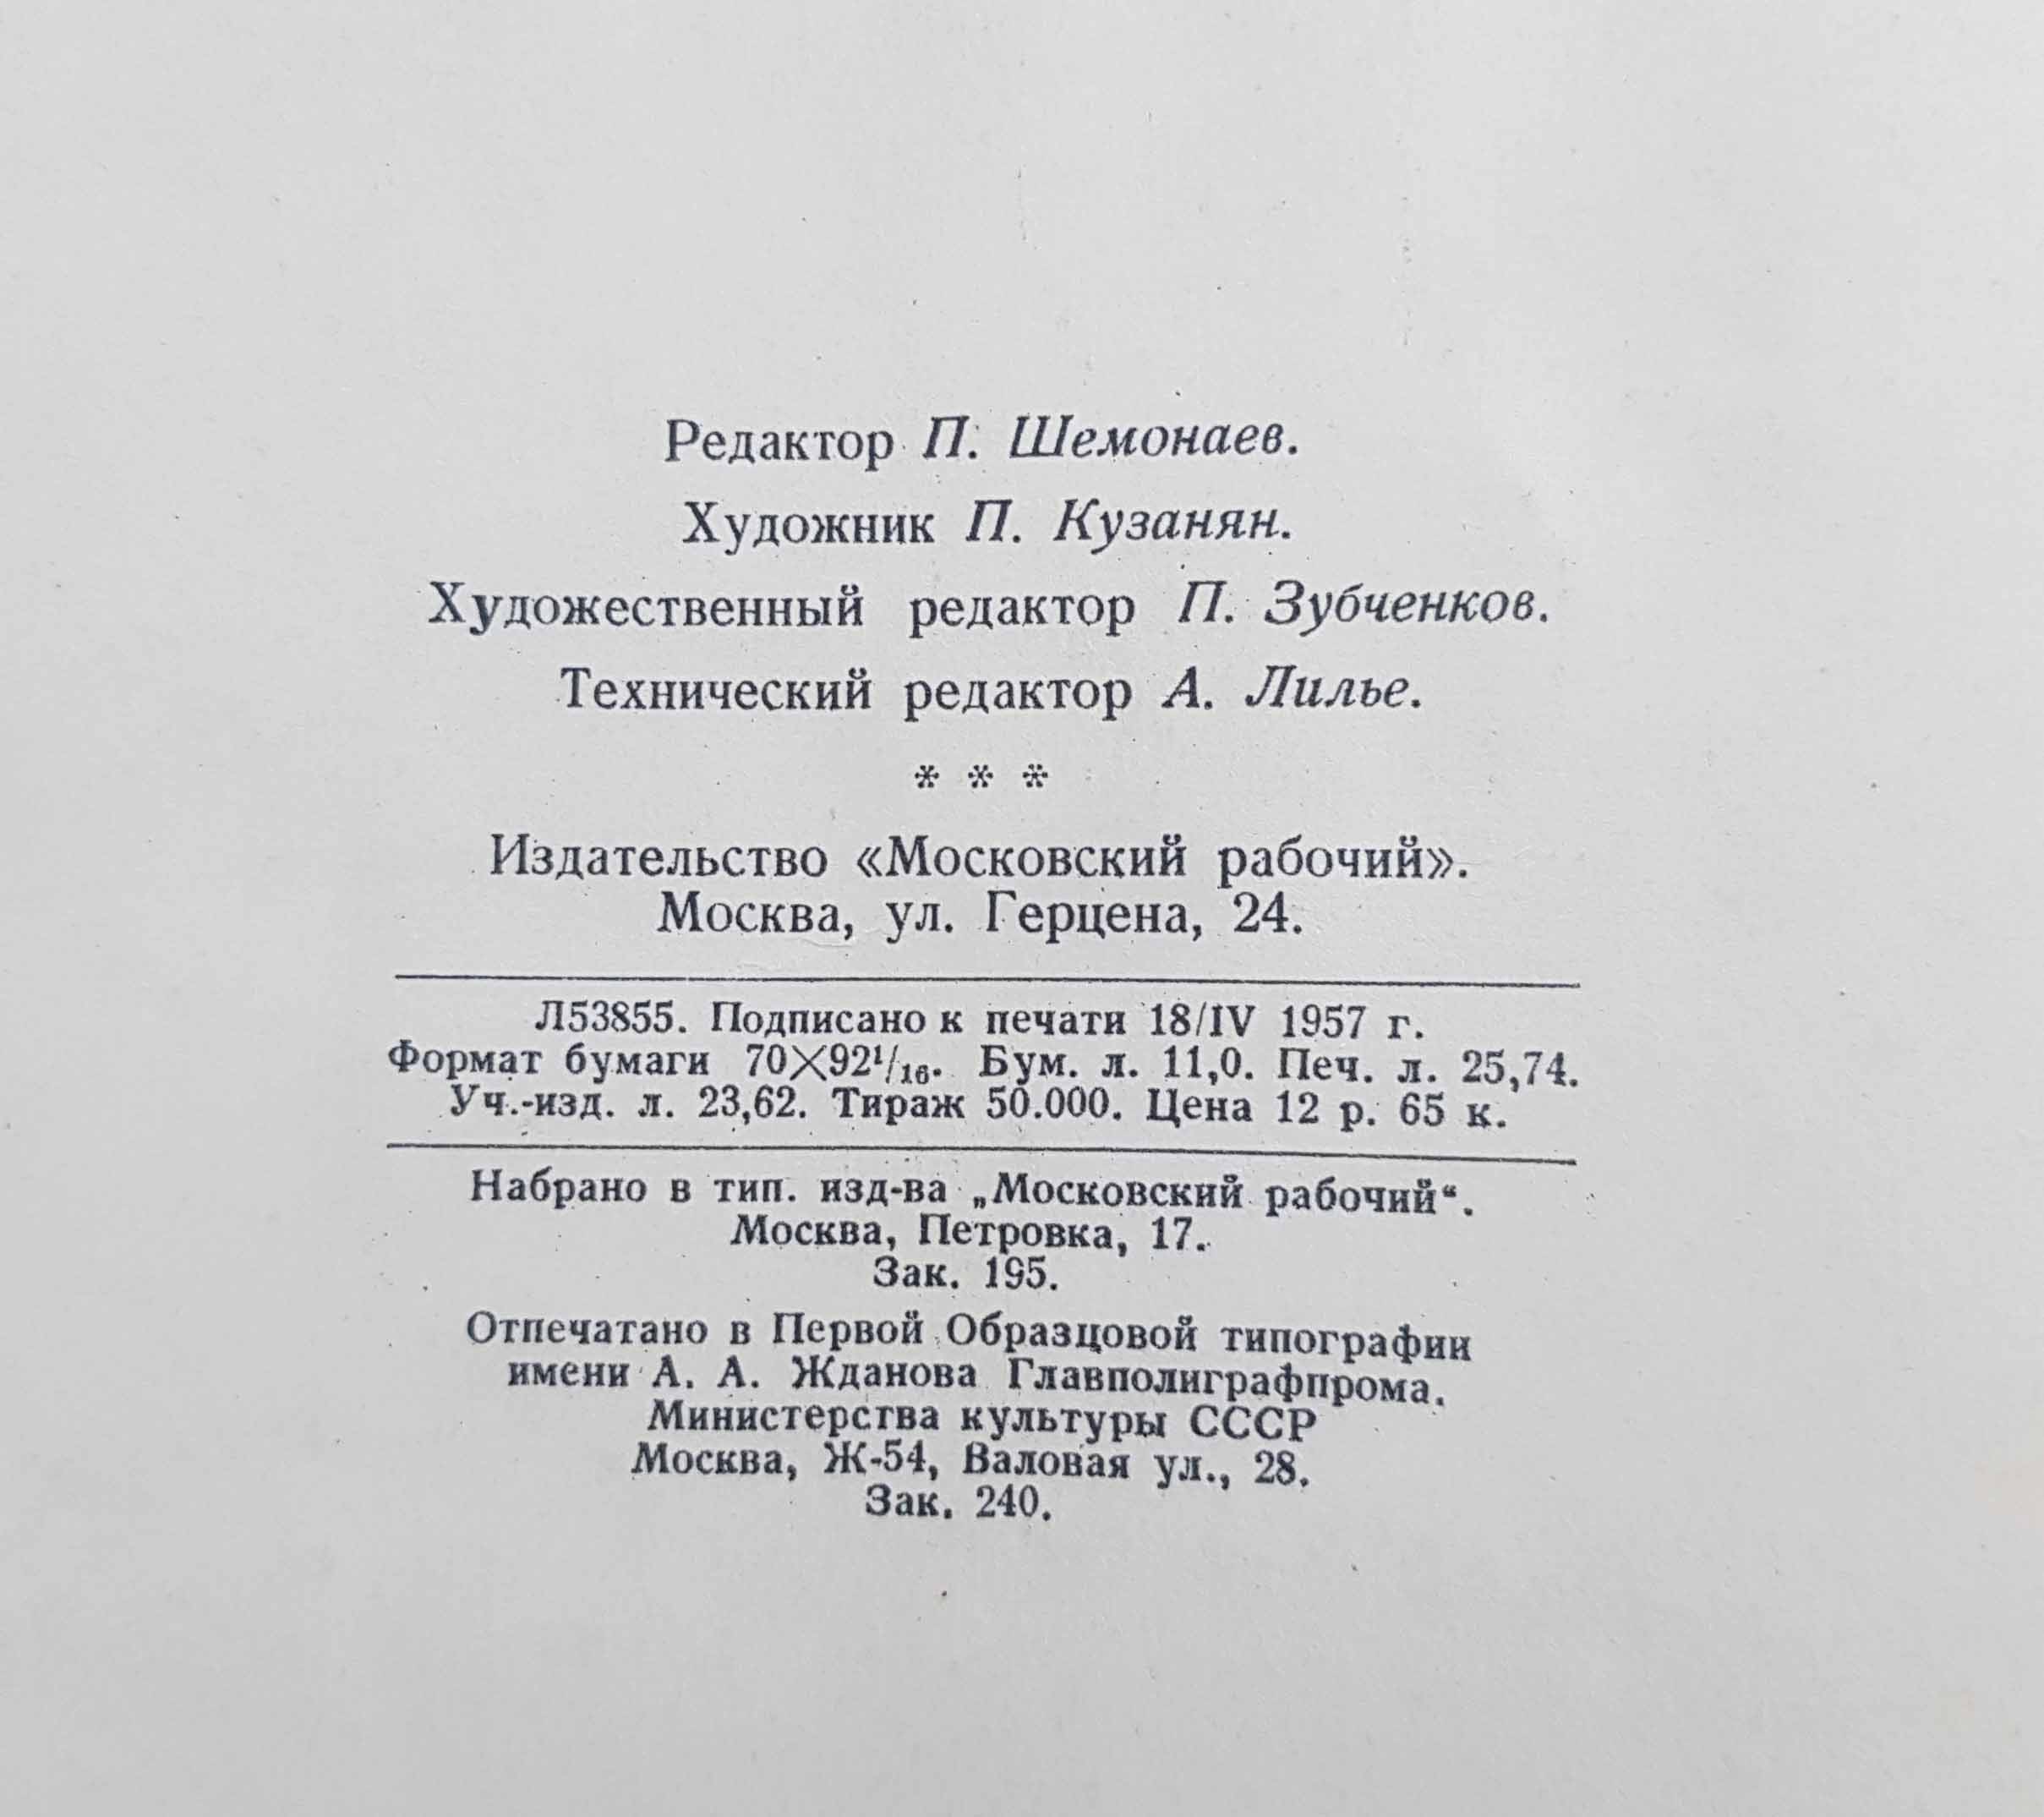 Редактор П. Шемонаев.
Художник П. Кузанян.
Художественный редактор П. Зубченков.
Технический редактор А. Лилье.
* * *
Издательство «Московский рабочий».
Москва, ул. Герцена, 24.
Л53855. Подписано к печати 18/IV 1957 г.
Формат бумаги 70×92¹/₁₆. Бум. л. 11,0. Печ. л. 25,74.
Уч.-изд. л. 23,62. Тираж 50.000. Цена 12 р. 65 к.
Набрано в тип. изд-ва „Московский рабочий“.
Москва, Петровка, 17.
Зак. 195.
Отпечатано в Первой Образцовой типографии
имени А. А. Жданова Главполиграфпрома.
Министерства культуры СССР
Москва, Ж-54, Валовая ул., 28.
Зак. 240.